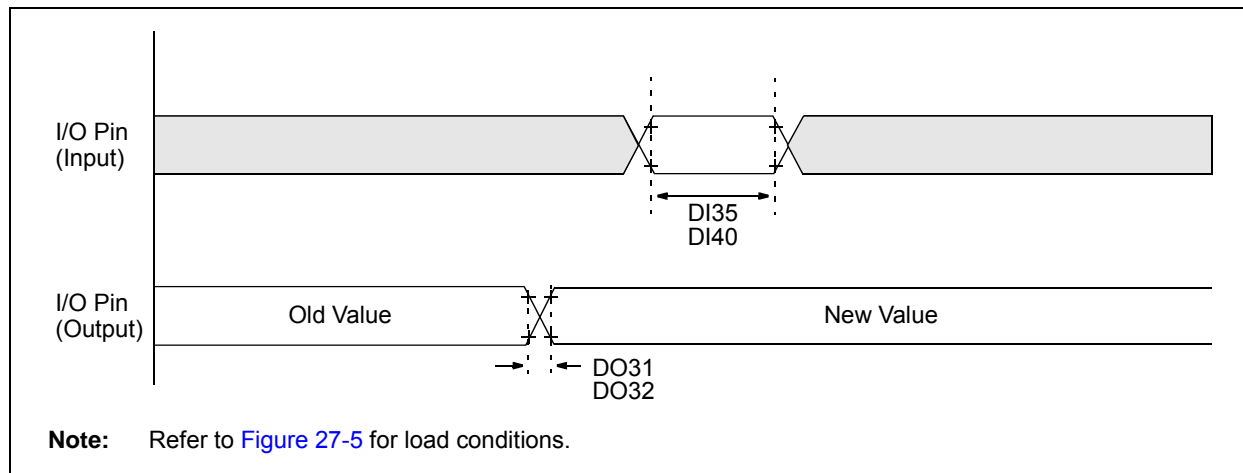 I/O Pin
(Input)
DI35
DI40
I/O Pin
(Output)
Old Value
New Value
DO31
DO32
Note: Refer to Figure 27-5 for load conditions.